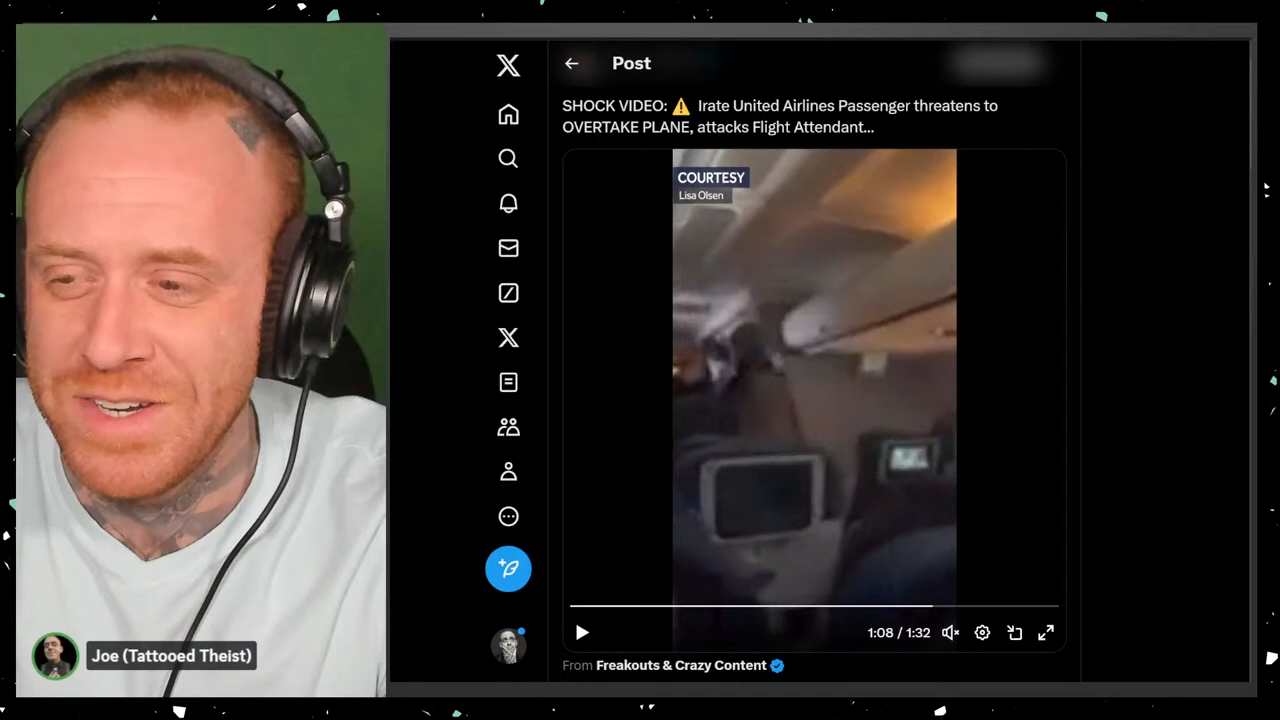 Post
SHOCK VIDEO: ⚠️ Irate United Airlines Passenger threatens to
OVERTAKE PLANE, attacks Flight Attendant...
COURTESY
Lisa Olsen
1:08 / 1:32
From Freakouts & Crazy Content
Joe (Tattooed Theist)